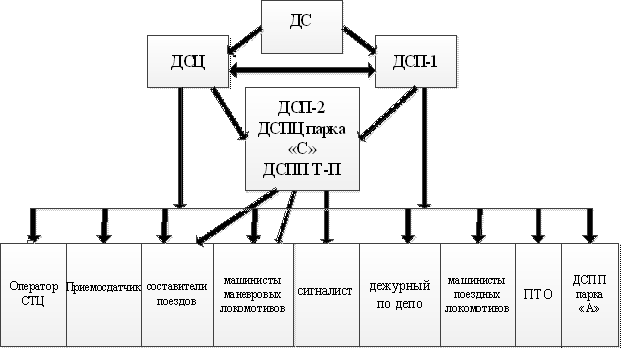 ДС
ДСЦ
ДСП-1
ДСП-2
ДСПЦ парка
«С»
ДСПП Т-П
Оператор
СТЦ
Приемосдатчик
составители
поездов
машинисты
маневровых
локомотивов
сигналист
дежурный
по депо
машинисты
поездных
локомотивов
ПТО
ДСПП
парка
«А»